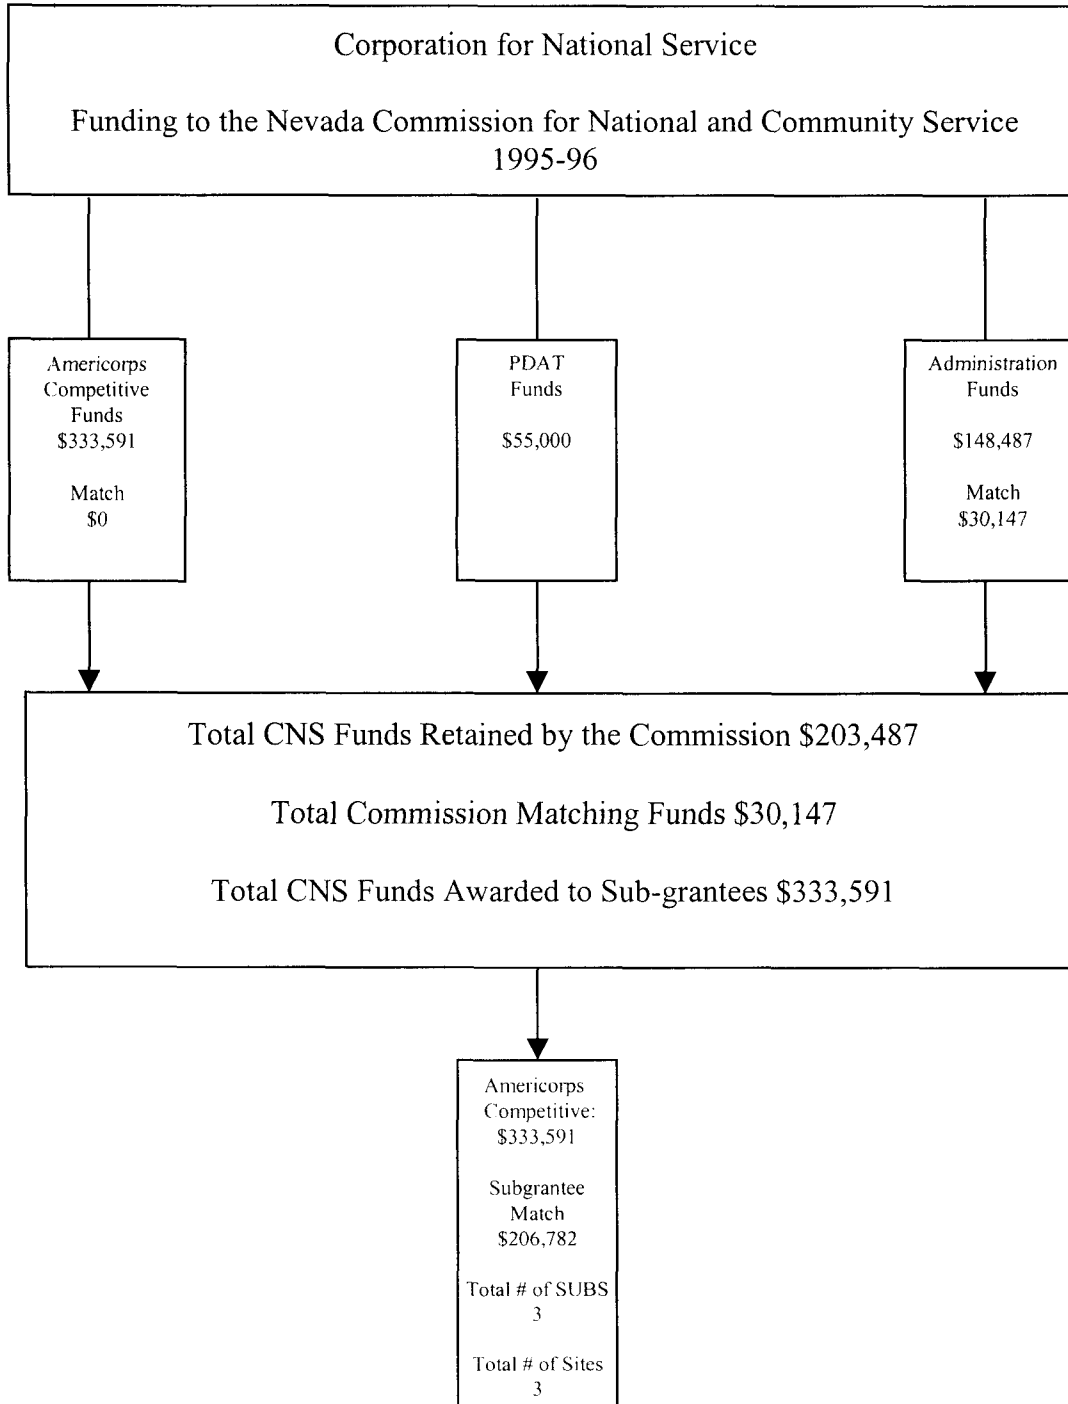 Corporation for National Service
Funding to the Nevada Commission for National and Community Service
1995-96
Americorps
Competitive
Funds
$333,591
Match
$0
PDAT
Funds
$55,000
Administration
Funds
$148,487
Match
$30,147
Total CNS Funds Retained by the Commission $203,487
Total Commission Matching Funds $30,147
Total CNS Funds Awarded to Sub-grantees $333,591
Americorps
Competitive:
$333,591
Subgrantee
Match
$206,782
Total # of SUBS
3
Total # of Sites
3